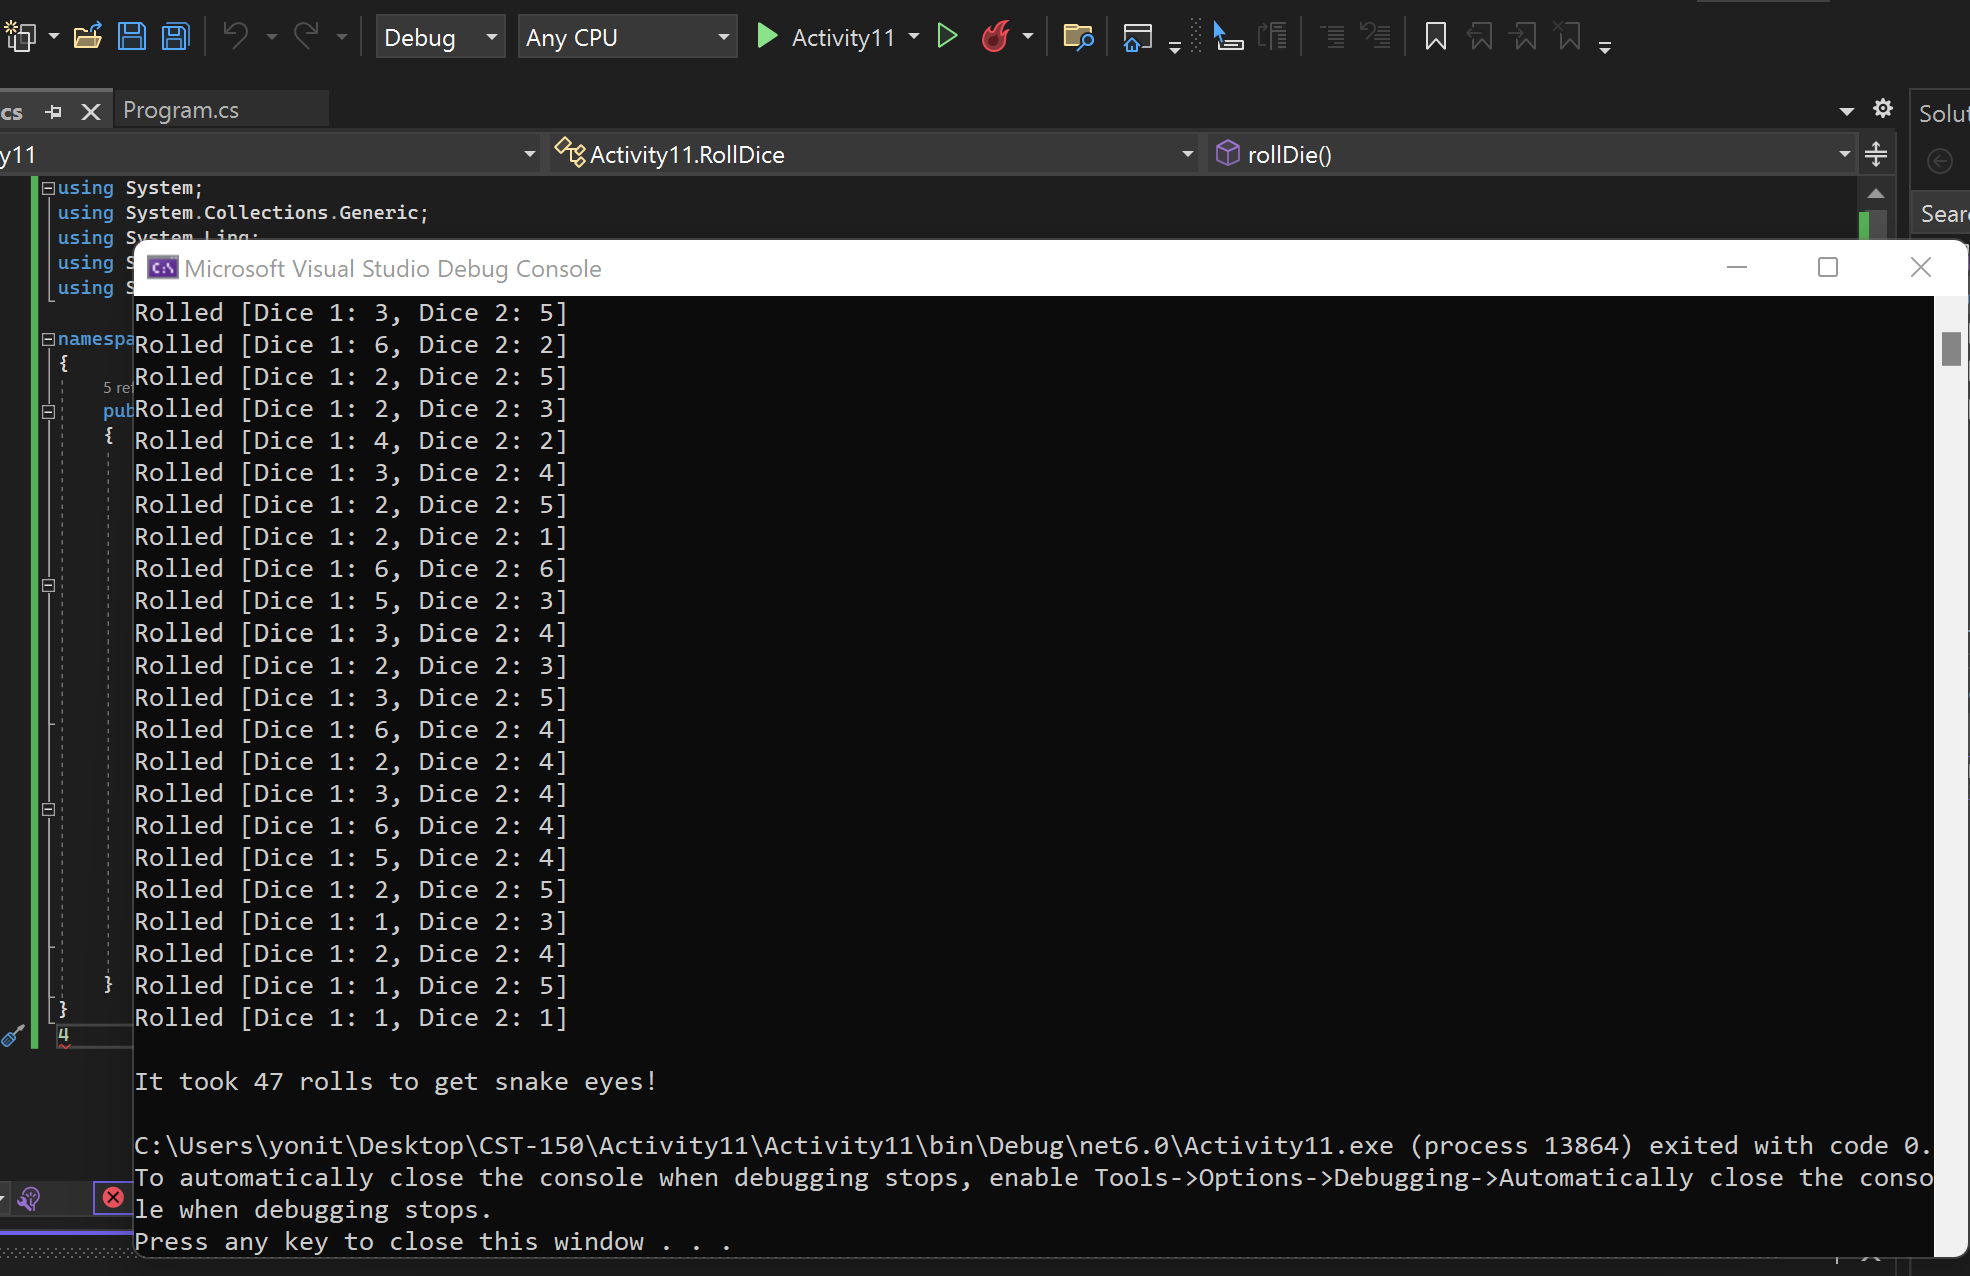 Debug
Any CPU
Activity11
cs
Program.cs
Solut
y11
Activity11.RollDice
rollDie()
Sear
using System;
using System.Collections.Generic;
using System.Linq;
using S
using S
namespa
{
5 ref
pub
{
}
}
4
Microsoft Visual Studio Debug Console
Rolled [Dice 1: 3, Dice 2: 5]
Rolled [Dice 1: 6, Dice 2: 2]
Rolled [Dice 1: 2, Dice 2: 5]
Rolled [Dice 1: 2, Dice 2: 3]
Rolled [Dice 1: 4, Dice 2: 2]
Rolled [Dice 1: 3, Dice 2: 4]
Rolled [Dice 1: 2, Dice 2: 5]
Rolled [Dice 1: 2, Dice 2: 1]
Rolled [Dice 1: 6, Dice 2: 6]
Rolled [Dice 1: 5, Dice 2: 3]
Rolled [Dice 1: 3, Dice 2: 4]
Rolled [Dice 1: 2, Dice 2: 3]
Rolled [Dice 1: 3, Dice 2: 5]
Rolled [Dice 1: 6, Dice 2: 4]
Rolled [Dice 1: 2, Dice 2: 4]
Rolled [Dice 1: 3, Dice 2: 4]
Rolled [Dice 1: 6, Dice 2: 4]
Rolled [Dice 1: 5, Dice 2: 4]
Rolled [Dice 1: 2, Dice 2: 5]
Rolled [Dice 1: 1, Dice 2: 3]
Rolled [Dice 1: 2, Dice 2: 4]
Rolled [Dice 1: 1, Dice 2: 5]
Rolled [Dice 1: 1, Dice 2: 1]
It took 47 rolls to get snake eyes!
C:\Users\yonit\Desktop\CST-150\Activity11\Activity11\bin\Debug\net6.0\Activity11.exe (process 13864) exited with code 0.
To automatically close the console when debugging stops, enable Tools->Options->Debugging->Automatically close the conso
le when debugging stops.
Press any key to close this window . . .